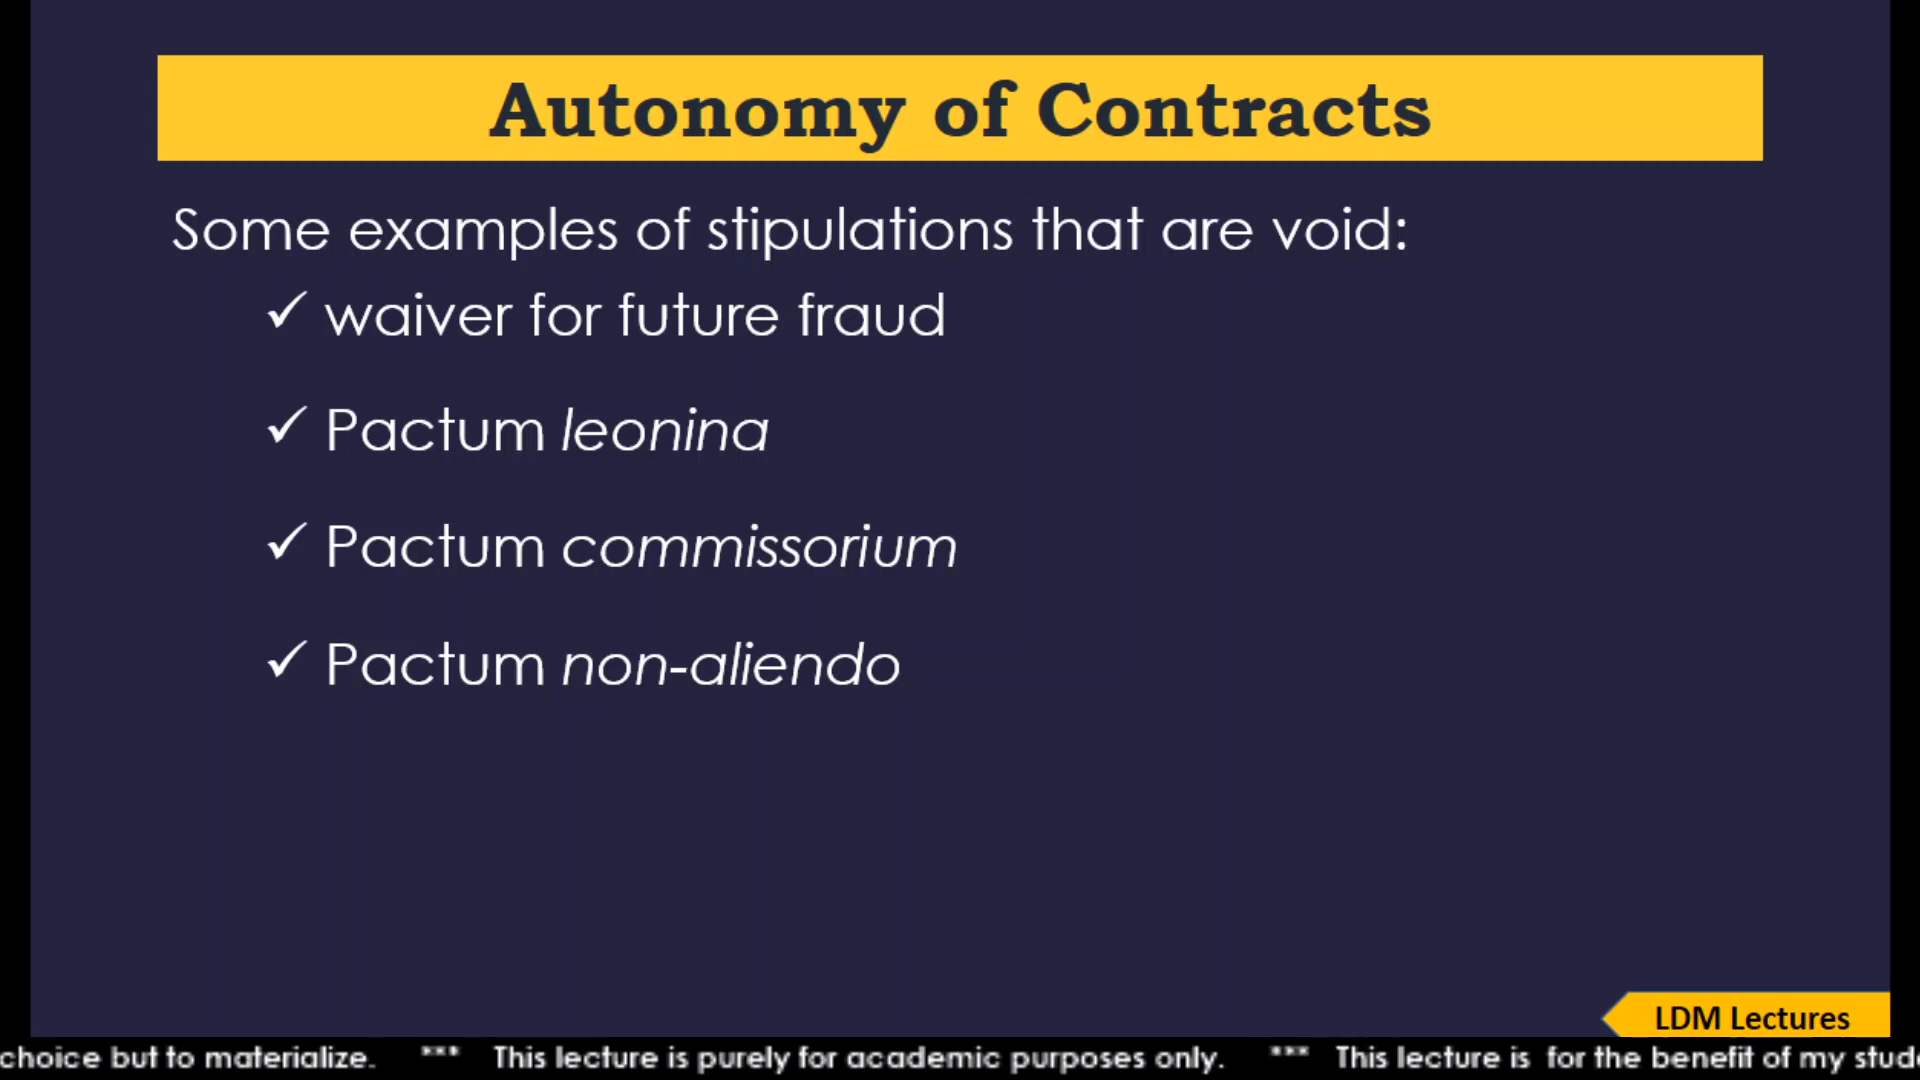 Autonomy of Contracts
Some examples of stipulations that are void:
✓ waiver for future fraud
✓ Pactum leonina
✓ Pactum commissorium
✓ Pactum non-aliendo
LDM Lectures
choice but to materialize. *** This lecture is purely for academic purposes only. *** This lecture is for the benefit of my